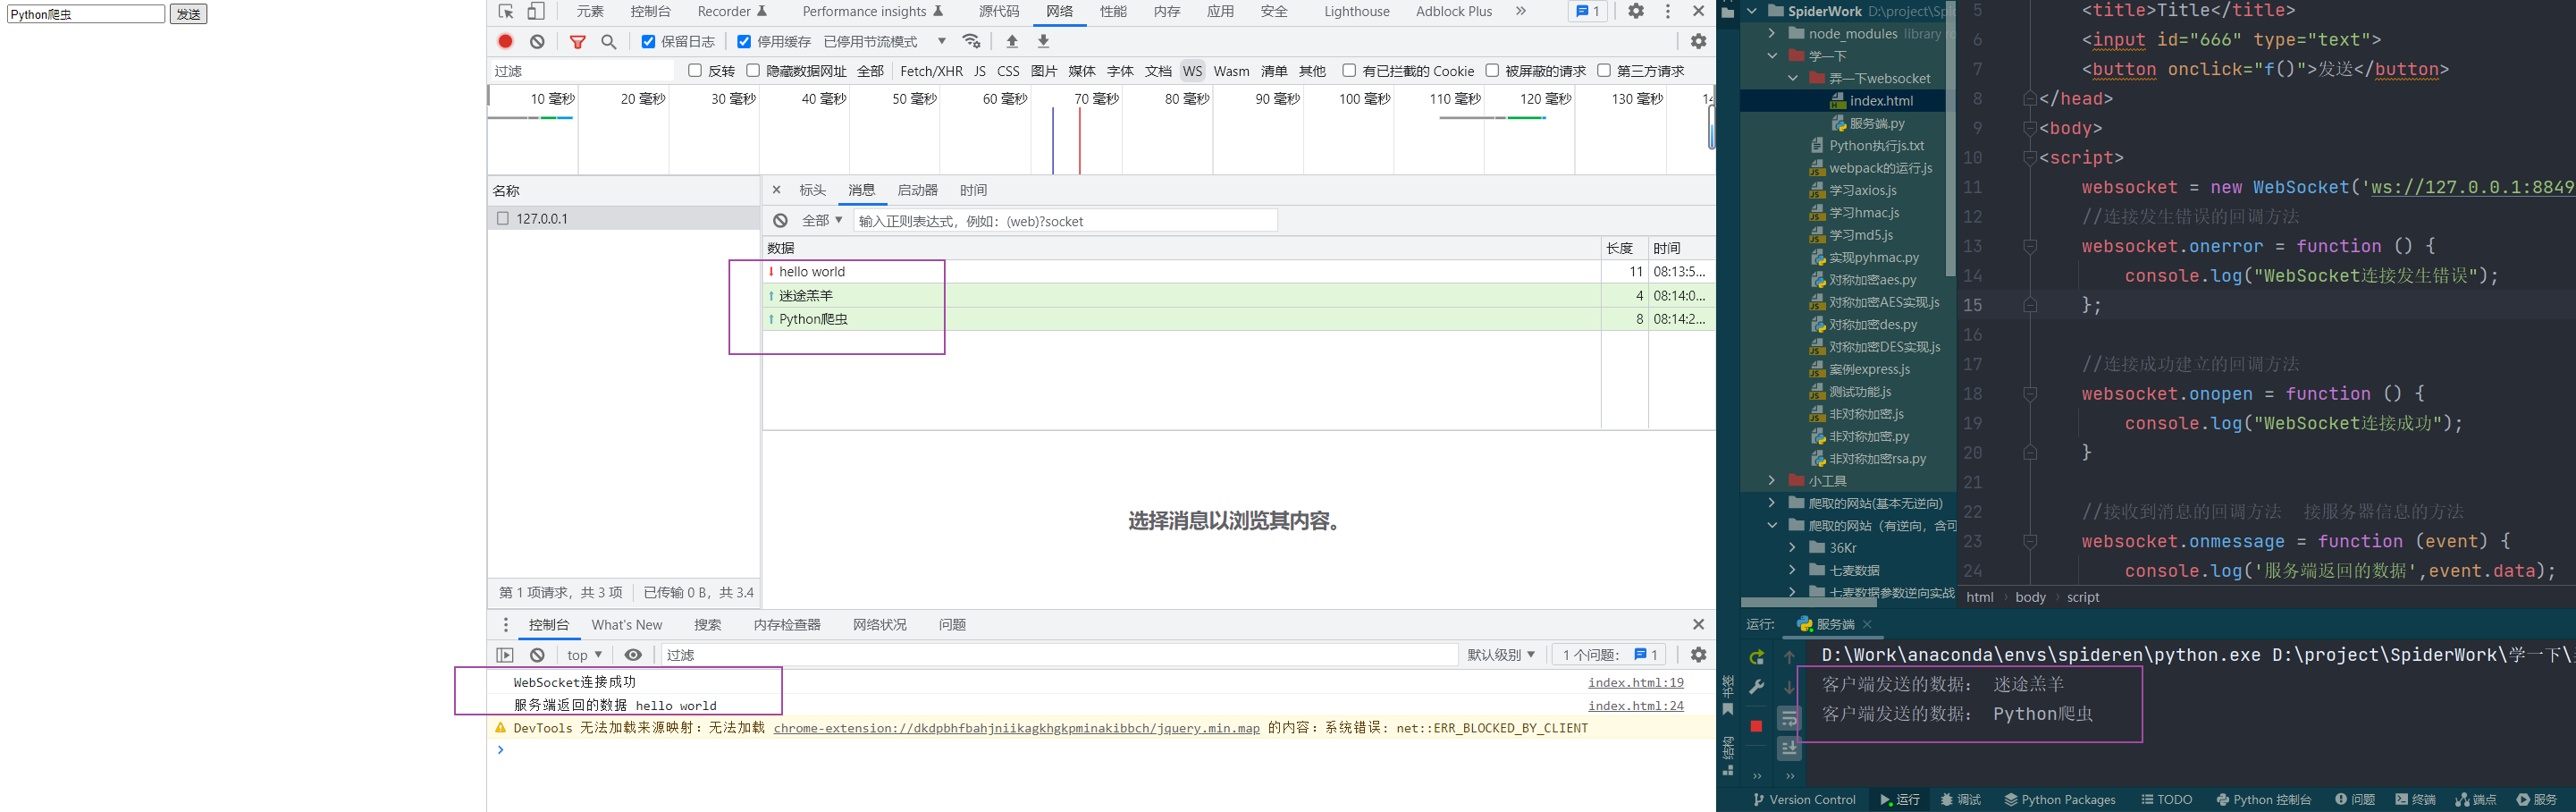 Python爬虫 发送
元素 控制台 Recorder Performance insights 源代码 网络 性能 内存 应用 安全 Lighthouse Adblock Plus » 1
保留日志 停用缓存 已停用节流模式
过滤 反转 隐藏数据网址 全部 Fetch/XHR JS CSS 图片 媒体 字体 文档 WS Wasm 清单 其他 有已拦截的 Cookie 被屏蔽的请求 第三方请求
10 毫秒 20 毫秒 30 毫秒 40 毫秒 50 毫秒 60 毫秒 70 毫秒 80 毫秒 90 毫秒 100 毫秒 110 毫秒 120 毫秒 130 毫秒
名称
127.0.0.1
第 1 项请求，共 3 项 已传输 0 B，共 3.4
× 标头 消息 启动器 时间
全部 输入正则表达式，例如：(web)?socket
数据 长度 时间
hello world 11 08:13:5...
迷途羔羊 4 08:14:0...
Python爬虫 8 08:14:2...
选择消息以浏览其内容。
控制台 What's New 搜索 内存检查器 网络状况 问题
top 过滤 默认级别 1 个问题： 1
WebSocket连接成功 index.html:19
服务端返回的数据 hello world index.html:24
DevTools 无法加载来源映射：无法加载 chrome-extension://dkdpbhfbahjniikagkhgkpminakibbch/jquery.min.map 的内容：系统错误：net::ERR_BLOCKED_BY_CLIENT
SpiderWork D:\project\Spi
node_modules library ro
学一下
弄一下websocket
index.html
服务端.py
Python执行js.txt
webpack的运行.js
学习axios.js
学习hmac.js
学习md5.js
实现pyhmac.py
对称加密aes.py
对称加密AES实现.js
对称加密des.py
对称加密DES实现.js
案例express.js
测试功能.js
非对称加密.js
非对称加密.py
非对称加密rsa.py
小工具
爬取的网站(基本无逆向)
爬取的网站（有逆向，含可
36Kr
七麦数据
七麦数据参数逆向实战
5 <title>Title</title>
6 <input id="666" type="text">
7 <button onclick="f()">发送</button>
8 </head>
9 <body>
10 <script>
11 websocket = new WebSocket('ws://127.0.0.1:8849
12 //连接发生错误的回调方法
13 websocket.onerror = function () {
14 console.log("WebSocket连接发生错误");
15 };
16
17 //连接成功建立的回调方法
18 websocket.onopen = function () {
19 console.log("WebSocket连接成功");
20 }
21
22 //接收到消息的回调方法 接服务器信息的方法
23 websocket.onmessage = function (event) {
24 console.log('服务端返回的数据',event.data);
html › body › script
运行: 服务端 ×
D:\Work\anaconda\envs\spideren\python.exe D:\project\SpiderWork\学一下\
客户端发送的数据： 迷途羔羊
客户端发送的数据： Python爬虫
书签
结构
Version Control 运行 调试 Python Packages TODO Python 控制台 问题 终端 端点 服务